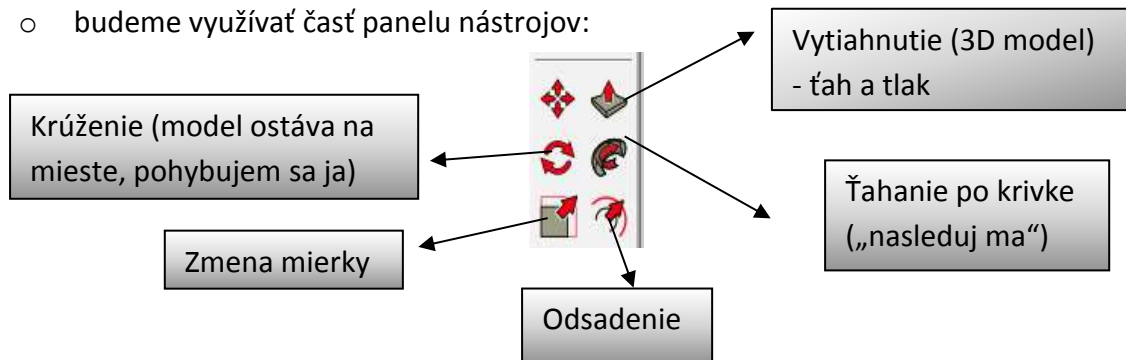 o budeme využívať časť panelu nástrojov:
Vytiahnutie (3D model)
- ťah a tlak
Krúženie (model ostáva na
mieste, pohybujem sa ja)
Ťahanie po krivke
(„nasleduj ma“)
Zmena mierky
Odsadenie